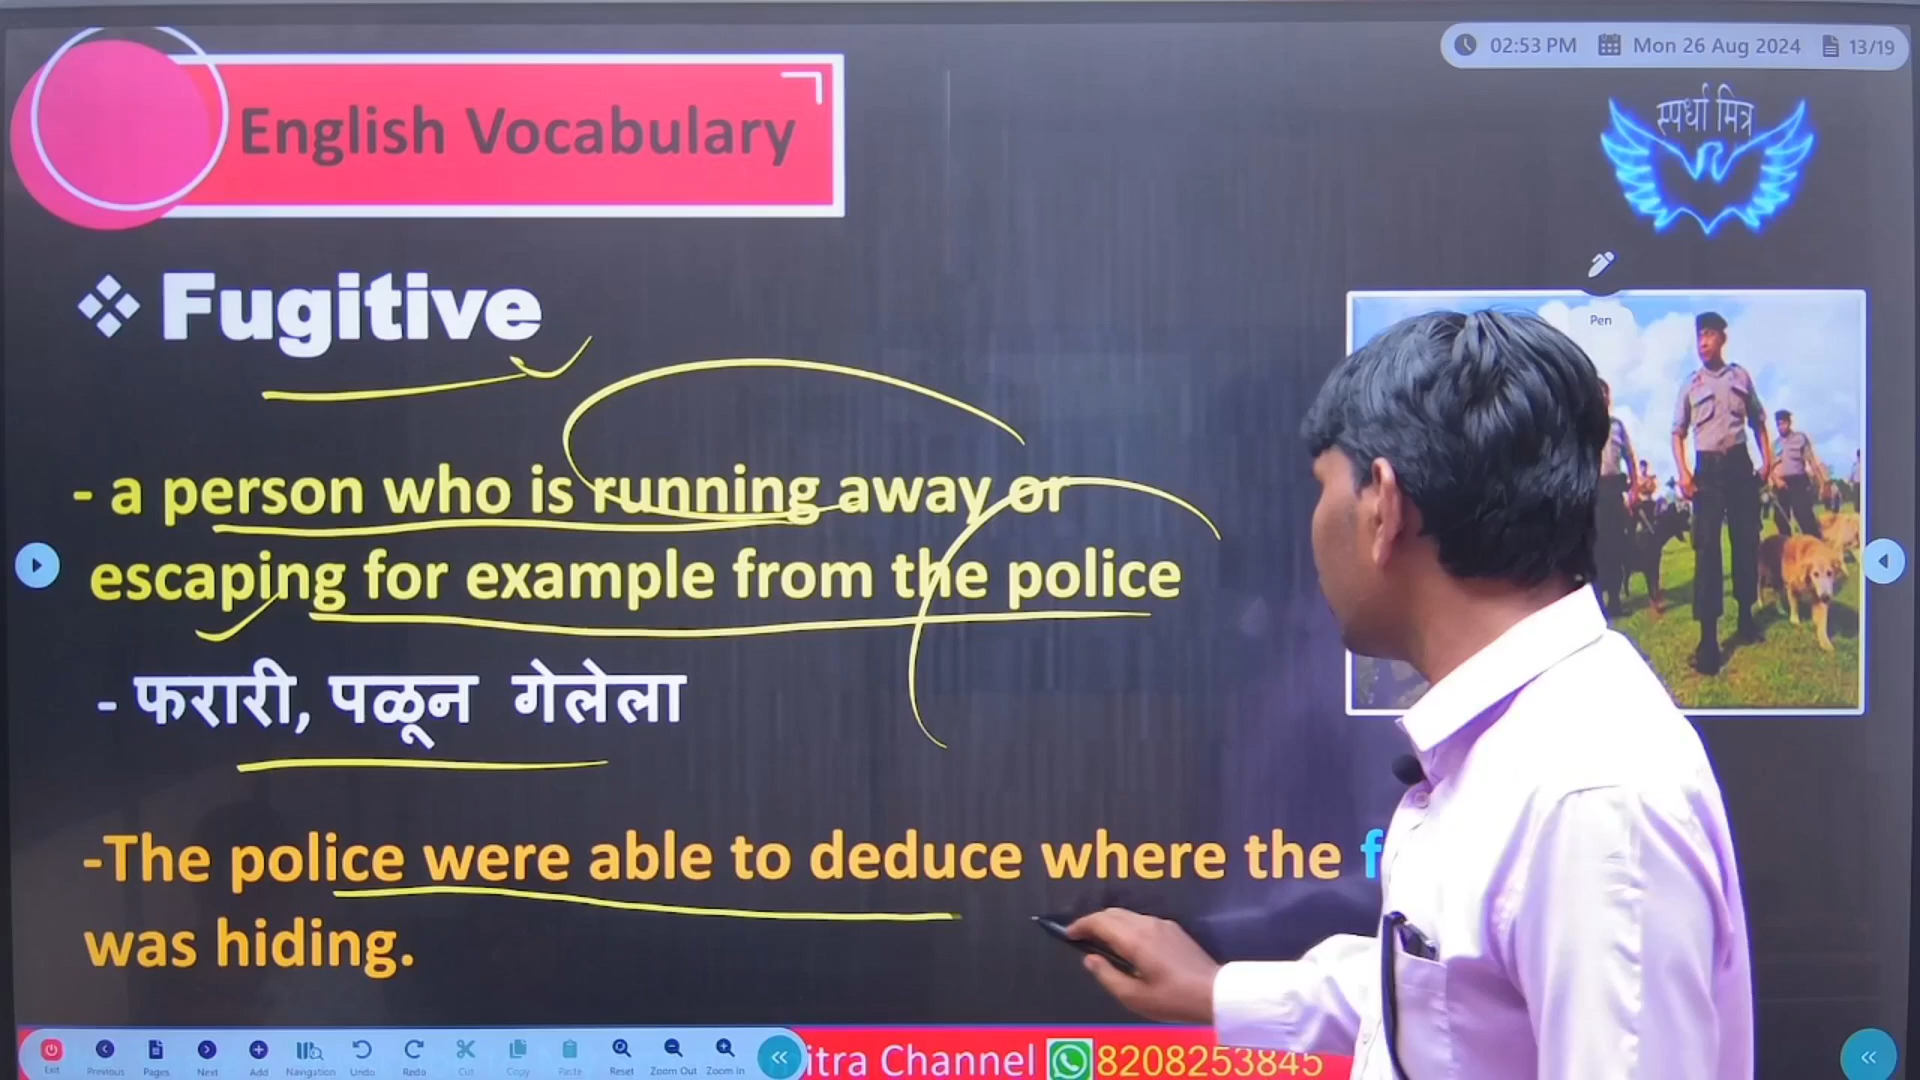 02:53 PM Mon 26 Aug 2024 13/19
English Vocabulary
स्पर्धा मित्र
Fugitive
Pen
- a person who is running away or
escaping for example from the police
- फरारी, पळून गेलेला
-The police were able to deduce where the f
was hiding.
Exit Previous Pages Next Add Navigation Undo Redo Cut Copy Paste Reset Zoom Out Zoom In
itra Channel 8208253845